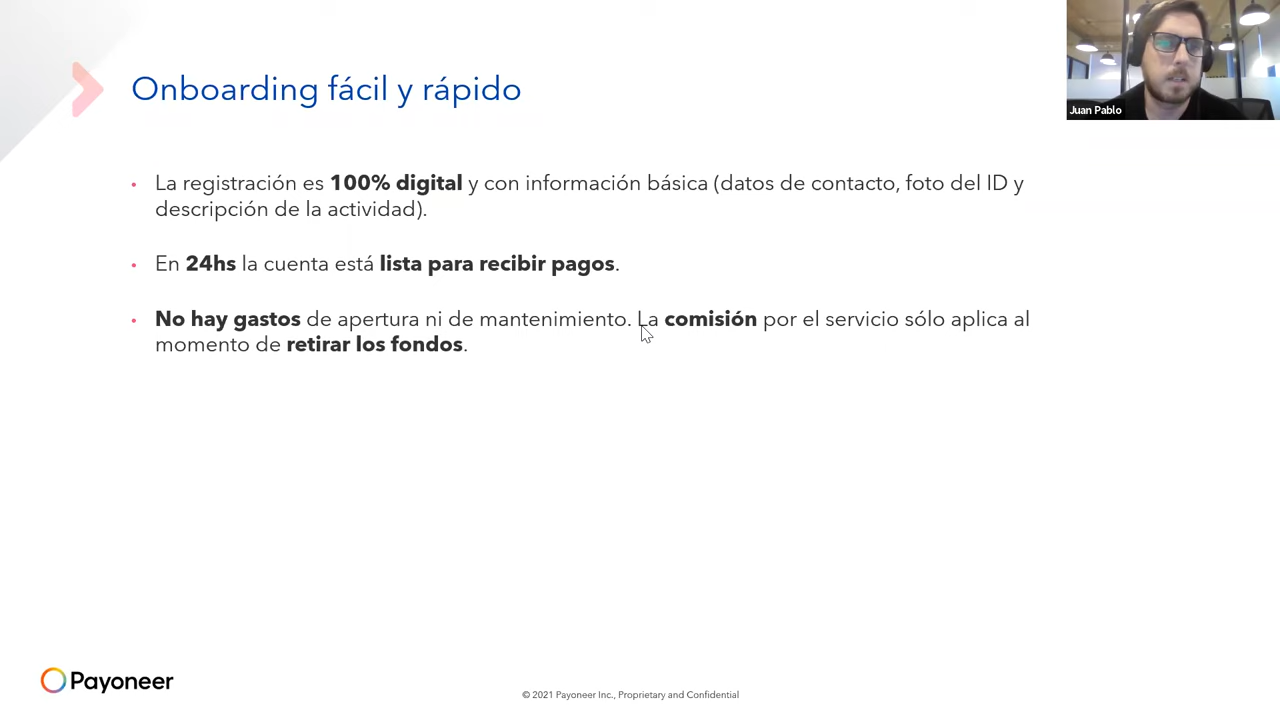 Onboarding fácil y rápido
Juan Pablo
• La registración es 100% digital y con información básica (datos de contacto, foto del ID y
descripción de la actividad).
• En 24hs la cuenta está lista para recibir pagos.
• No hay gastos de apertura ni de mantenimiento. La comisión por el servicio sólo aplica al
momento de retirar los fondos.
Payoneer
© 2021 Payoneer Inc., Proprietary and Confidential